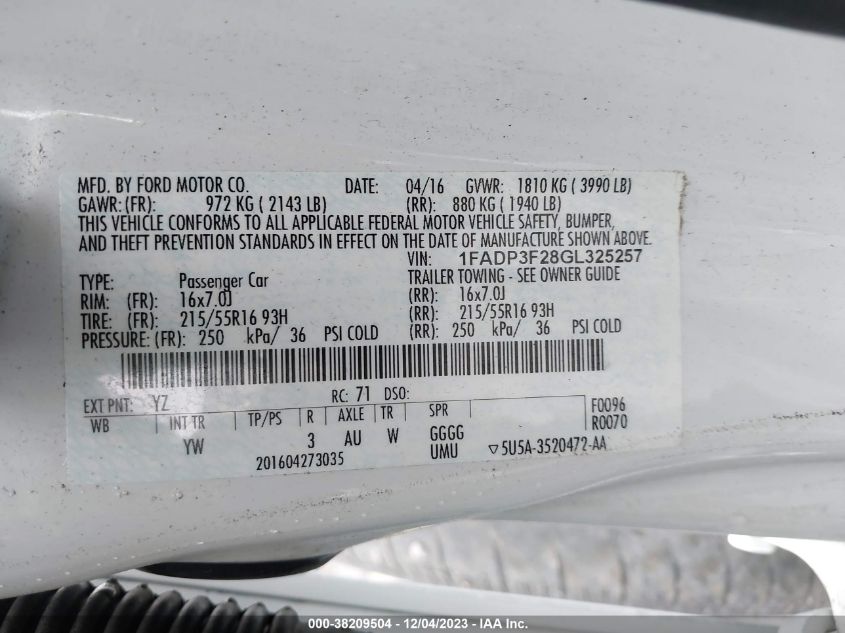 MFD. BY FORD MOTOR CO. DATE: 04/16 GVWR: 1810 KG ( 3990 LB)
GAWR:(FR): 972 KG ( 2143 LB) (RR): 880 KG ( 1940 LB)
THIS VEHICLE CONFORMS TO ALL APPLICABLE FEDERAL MOTOR VEHICLE SAFETY, BUMPER,
AND THEFT PREVENTION STANDARDS IN EFFECT ON THE DATE OF MANUFACTURE SHOWN ABOVE.
VIN: 1FADP3F28GL325257
TYPE: Passenger Car TRAILER TOWING - SEE OWNER GUIDE
RIM: (FR): 16x7.0J (RR): 16x7.0J
TIRE: (FR): 215/55R16 93H (RR): 215/55R16 93H
PRESSURE: (FR): 250 kPa/ 36 PSI COLD (RR): 250 kPa/ 36 PSI COLD
EXT PNT: YZ RC: 71 DSO:
WB INT TR TP/PS R AXLE TR SPR F0096
R0070
YW 3 AU W GGGG
201604273035 UMU ▽5U5A-3520472-AA
000-38209504 - 12/04/2023 - IAA Inc.